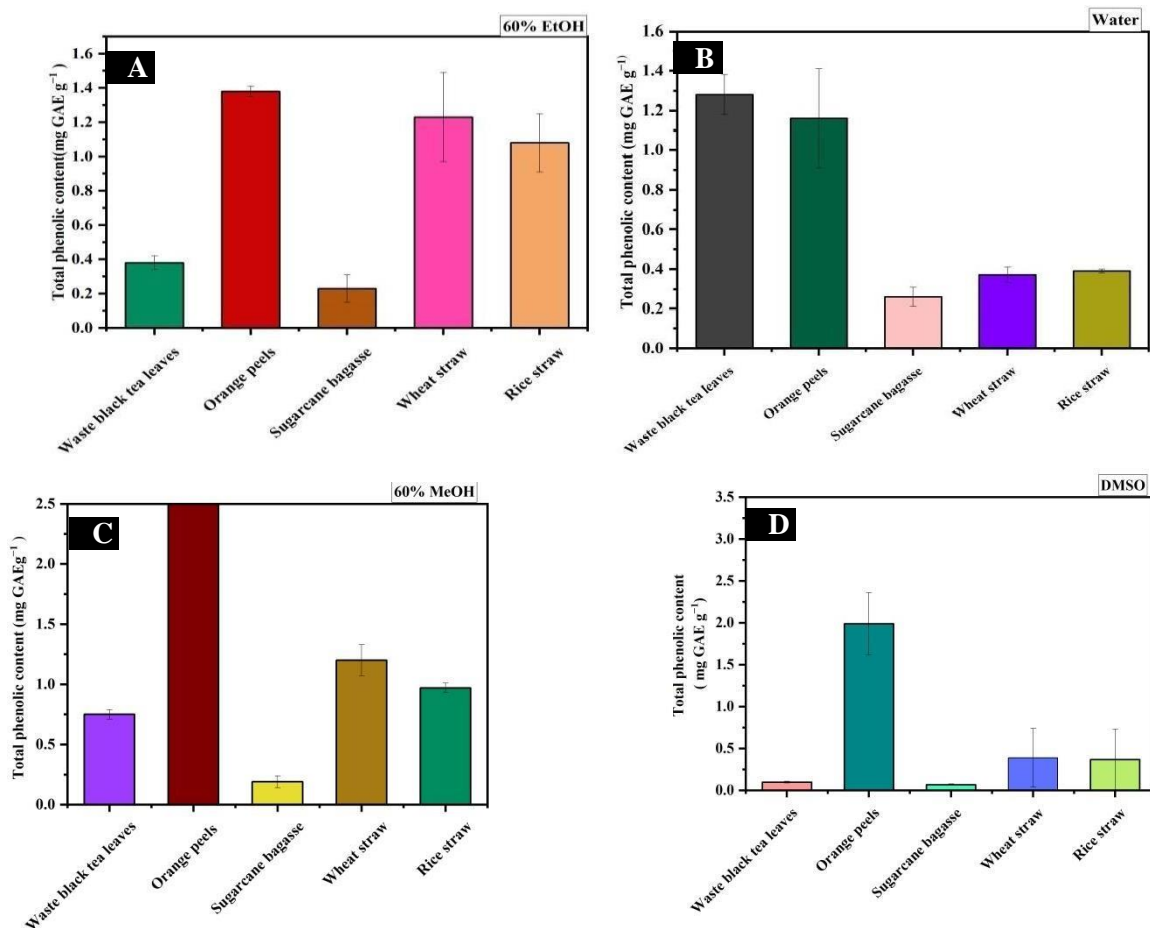 60% EtOH
A
Total phenolic content(mg GAE g⁻¹)
1.6
1.4
1.2
1.0
0.8
0.6
0.4
0.2
0.0
Waste black tea leaves
Orange peels
Sugarcane bagasse
Wheat straw
Rice straw
Water
B
Total phenolic content (mg GAE g⁻¹)
1.6
1.4
1.2
1.0
0.8
0.6
0.4
0.2
0.0
Waste black tea leaves
Orange peels
Sugarcane bagasse
Wheat straw
Rice straw
60% MeOH
C
Total phenolic content (mg GAEg⁻¹)
2.5
2.0
1.5
1.0
0.5
0.0
Waste black tea leaves
Orange peels
Sugarcane bagasse
Wheat straw
Rice straw
DMSO
D
Total phenolic content
( mg GAE g⁻¹)
3.5
3.0
2.5
2.0
1.5
1.0
0.5
0.0
Waste black tea leaves
Orange peels
Sugarcane bagasse
Wheat straw
Rice straw